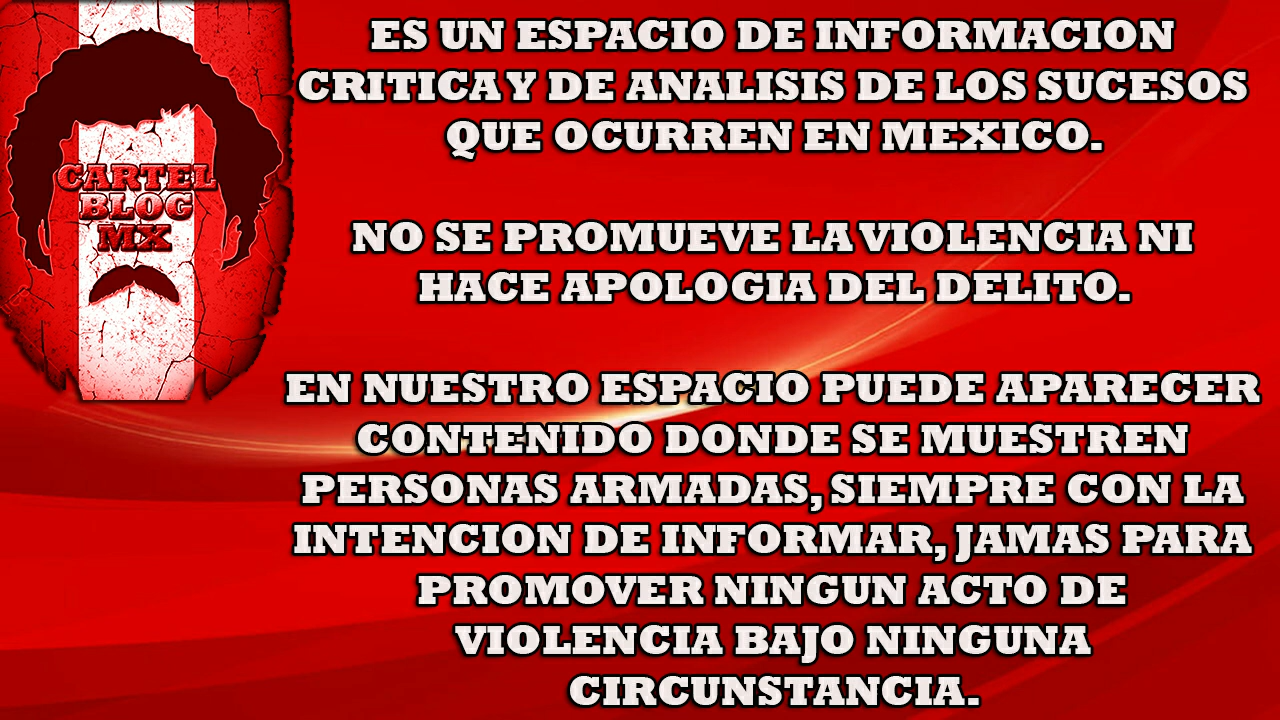 CARTEL
BLOG
MX
ES UN ESPACIO DE INFORMACION
CRITICA Y DE ANALISIS DE LOS SUCESOS
QUE OCURREN EN MEXICO.
NO SE PROMUEVE LA VIOLENCIA NI
HACE APOLOGIA DEL DELITO.
EN NUESTRO ESPACIO PUEDE APARECER
CONTENIDO DONDE SE MUESTREN
PERSONAS ARMADAS, SIEMPRE CON LA
INTENCION DE INFORMAR, JAMAS PARA
PROMOVER NINGUN ACTO DE
VIOLENCIA BAJO NINGUNA
CIRCUNSTANCIA.